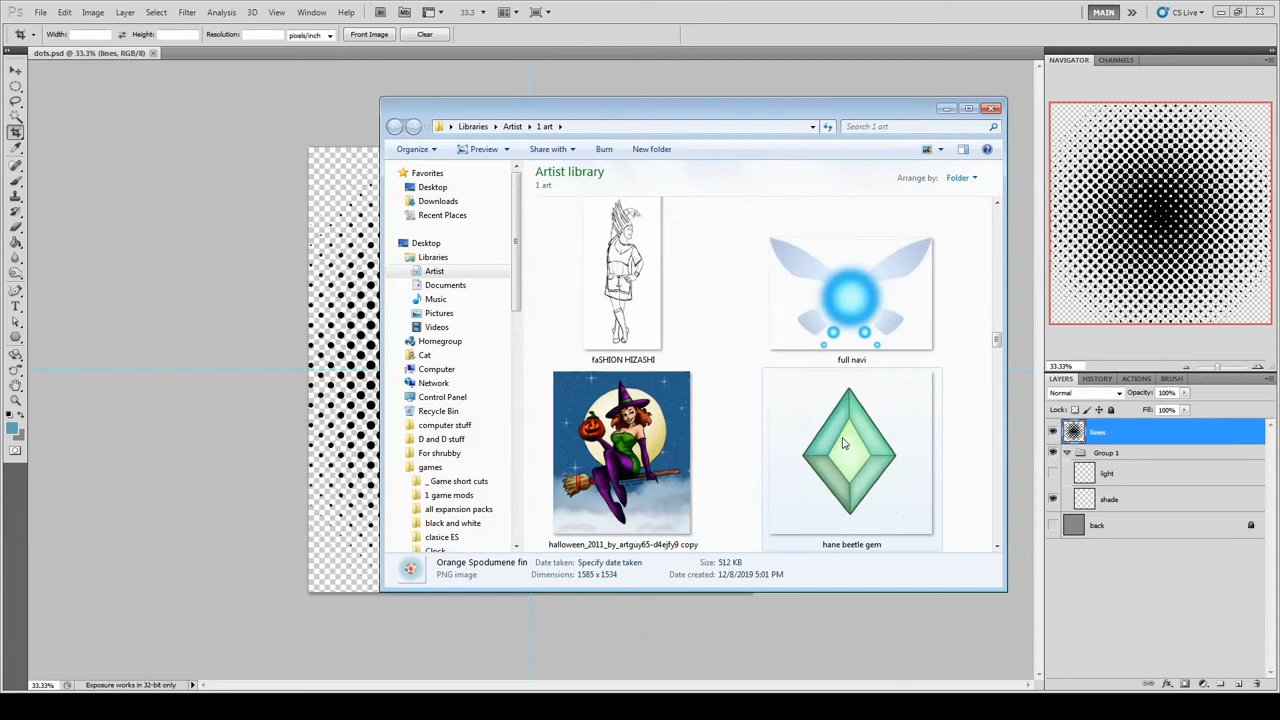 Ps File Edit Image Layer Select Filter Analysis 3D View Window Help Br Mb 33.3 MAIN CS Live
Width: Height: Resolution: pixels/inch Front Image Clear
dots.psd @ 33.3% (lines, RGB/8)
NAVIGATOR CHANNELS
Libraries Artist 1 art Search 1 art
Organize Preview Share with Burn New folder
Favorites
Desktop
Downloads
Recent Places
Desktop
Libraries
Artist
Documents
Music
Pictures
Videos
Homegroup
Cat
Computer
Network
Control Panel
Recycle Bin
computer stuff
D and D stuff
For shrubby
games
_ Game short cuts
1 game mods
all expansion packs
black and white
clasice ES
Clock
Artist library
1 art
Arrange by: Folder
faSHION HIZASHI
full navi
halloween_2011_by_artguy65-d4ejfy9 copy
hane beetle gem
Orange Spodumene fin Date taken: Specify date taken Size: 512 KB
PNG image Dimensions: 1585 x 1534 Date created: 12/8/2019 5:01 PM
33.33%
LAYERS HISTORY ACTIONS BRUSH
Normal Opacity: 100%
Lock: Fill: 100%
lines
Group 1
light
shade
back
33.33% Exposure works in 32-bit only